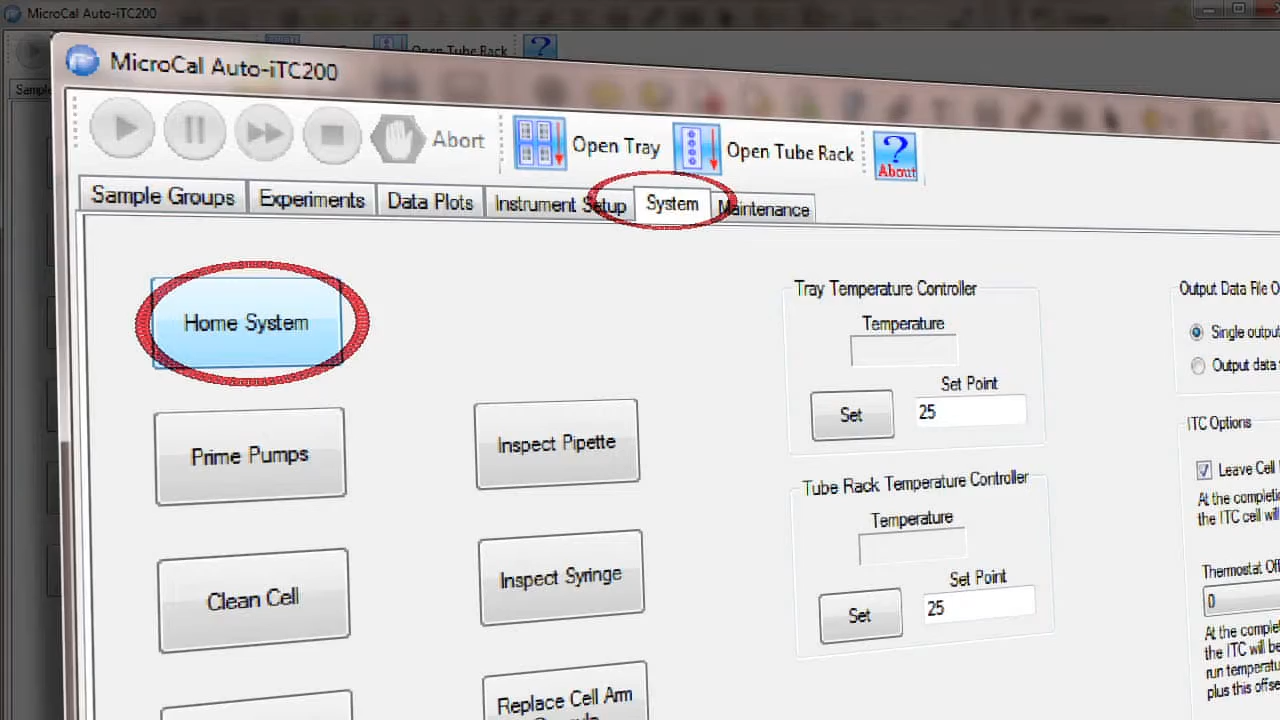 MicroCal Auto-iTC200
Open Tube Rack
Sample
MicroCal Auto-iTC200
Abort
Open Tray
Open Tube Rack
?
About
Sample Groups
Experiments
Data Plots
Instrument Setup
System
Maintenance
Home System
Prime Pumps
Clean Cell
Inspect Pipette
Inspect Syringe
Replace Cell Arm
Tray Temperature Controller
Temperature
Set Point
Set
25
Tube Rack Temperature Controller
Temperature
Set Point
Set
25
Output Data File O
Single output
Output data
ITC Options
Leave Cell
At the completio
the ITC cell will
Thermostat Off
0
At the completi
the ITC will be
run temperatu
plus this offse